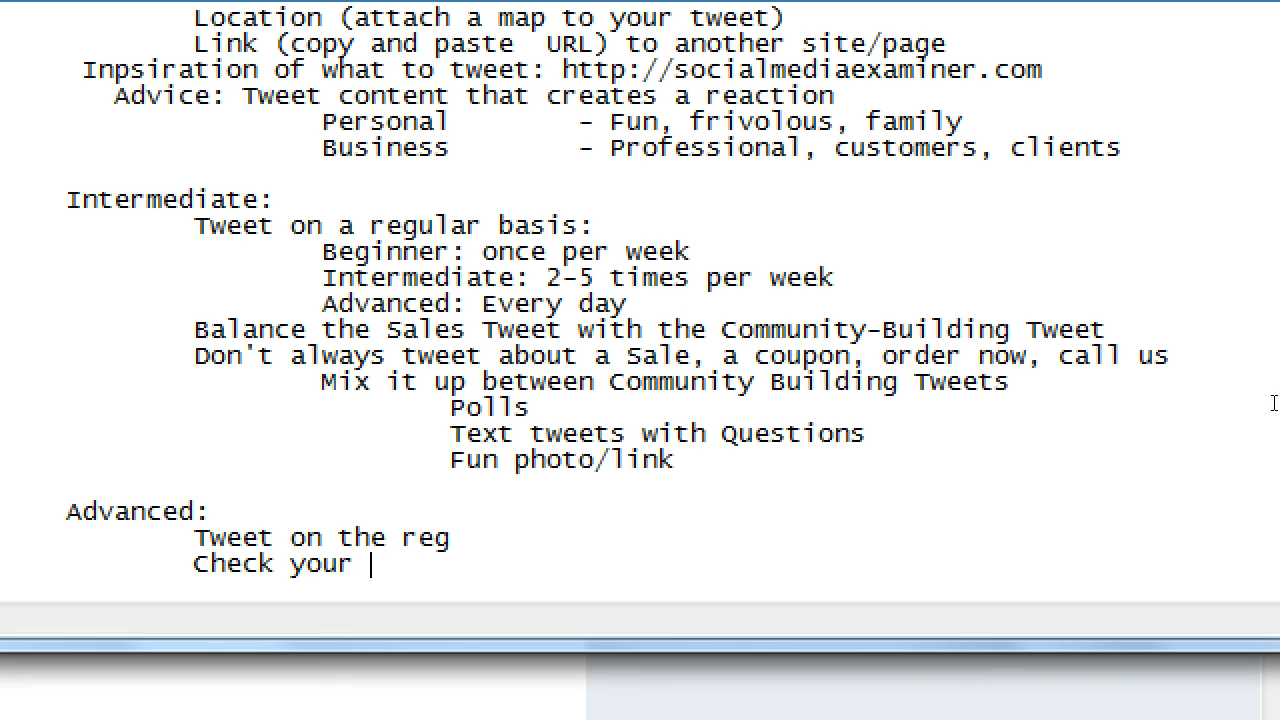 Location (attach a map to your tweet)
Link (copy and paste  URL) to another site/page
Inpsiration of what to tweet: http://socialmediaexaminer.com
Advice: Tweet content that creates a reaction
Personal – Fun, frivolous, family
Business – Professional, customers, clients
Intermediate:
Tweet on a regular basis:
Beginner: once per week
Intermediate: 2-5 times per week
Advanced: Every day
Balance the Sales Tweet with the Community-Building Tweet
Don't always tweet about a Sale, a coupon, order now, call us
Mix it up between Community Building Tweets
Polls
Text tweets with Questions
Fun photo/link
Advanced:
Tweet on the reg
Check your